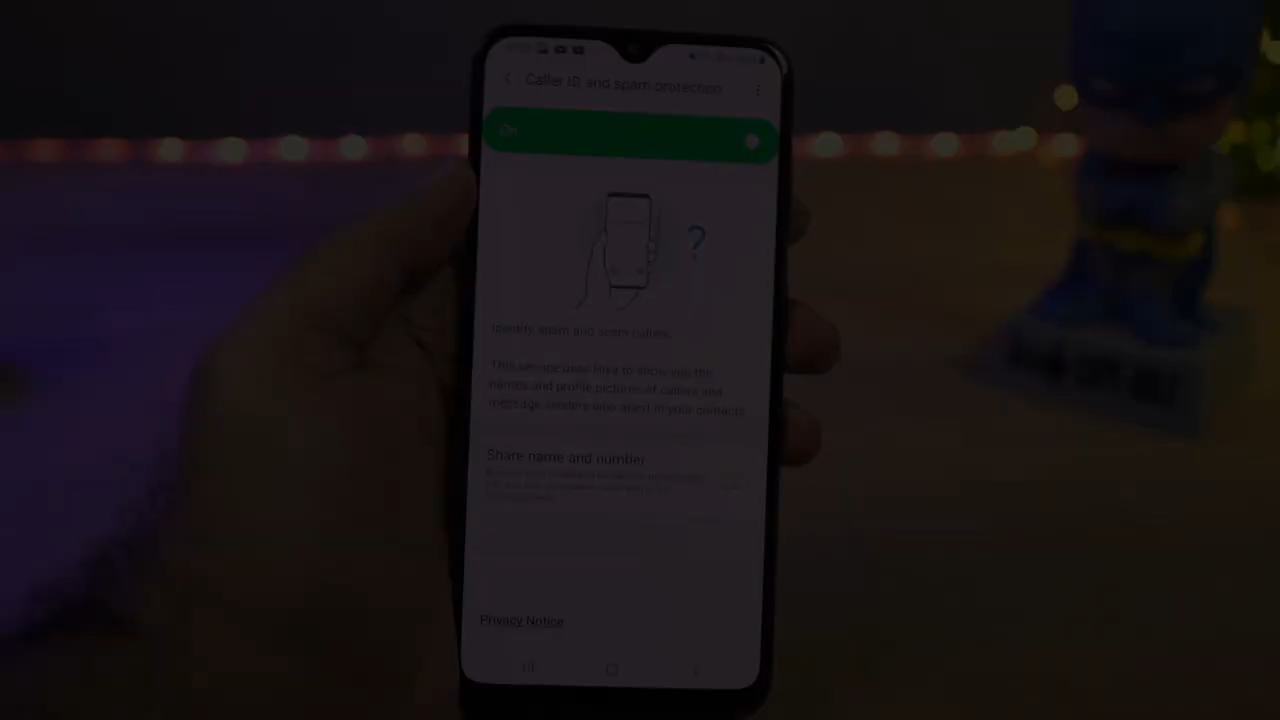 Caller ID and spam protection
On
Identify spam and scam callers.
This service uses Hiya to show you the
names and profile pictures of callers and
message senders who aren't in your contacts.
Share name and number
Privacy Notice